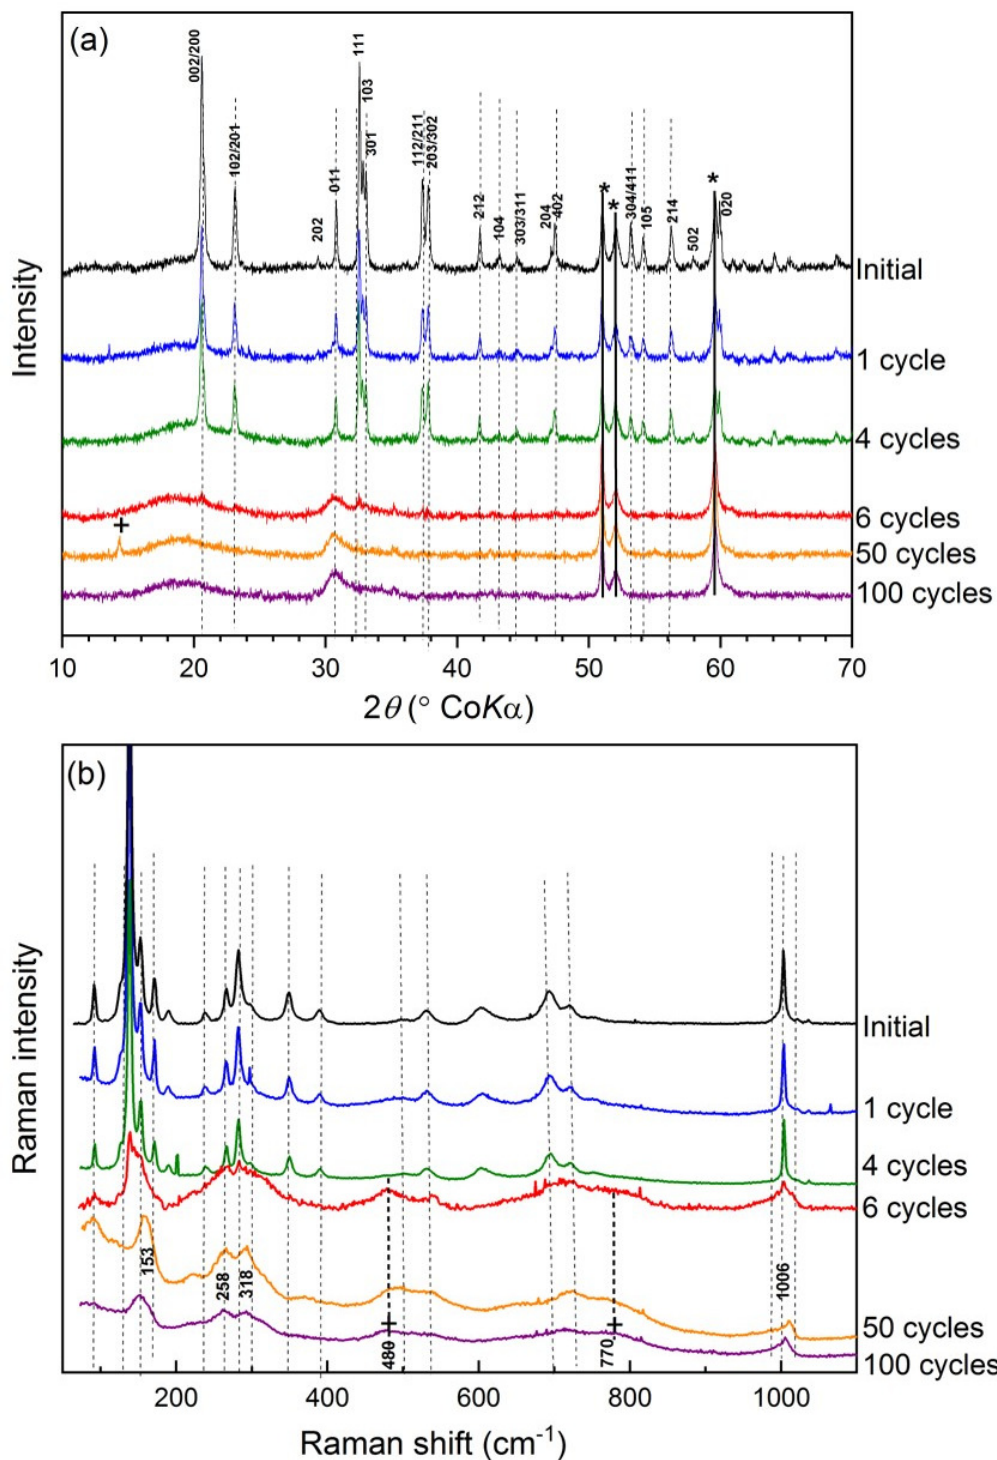 (a)
002/200
102/201
202
011
111
103
301
112/211
203/302
212
104
303/311
204
402
*
*
304/411
105
214
502
*
020
Initial
1 cycle
4 cycles
6 cycles
+
50 cycles
100 cycles
Intensity
10 20 30 40 50 60 70
2θ (° CoKα)
(b)
Initial
1 cycle
4 cycles
6 cycles
50 cycles
100 cycles
153
258
318
+
480
+
770
1006
Raman intensity
200 400 600 800 1000
Raman shift (cm⁻¹)